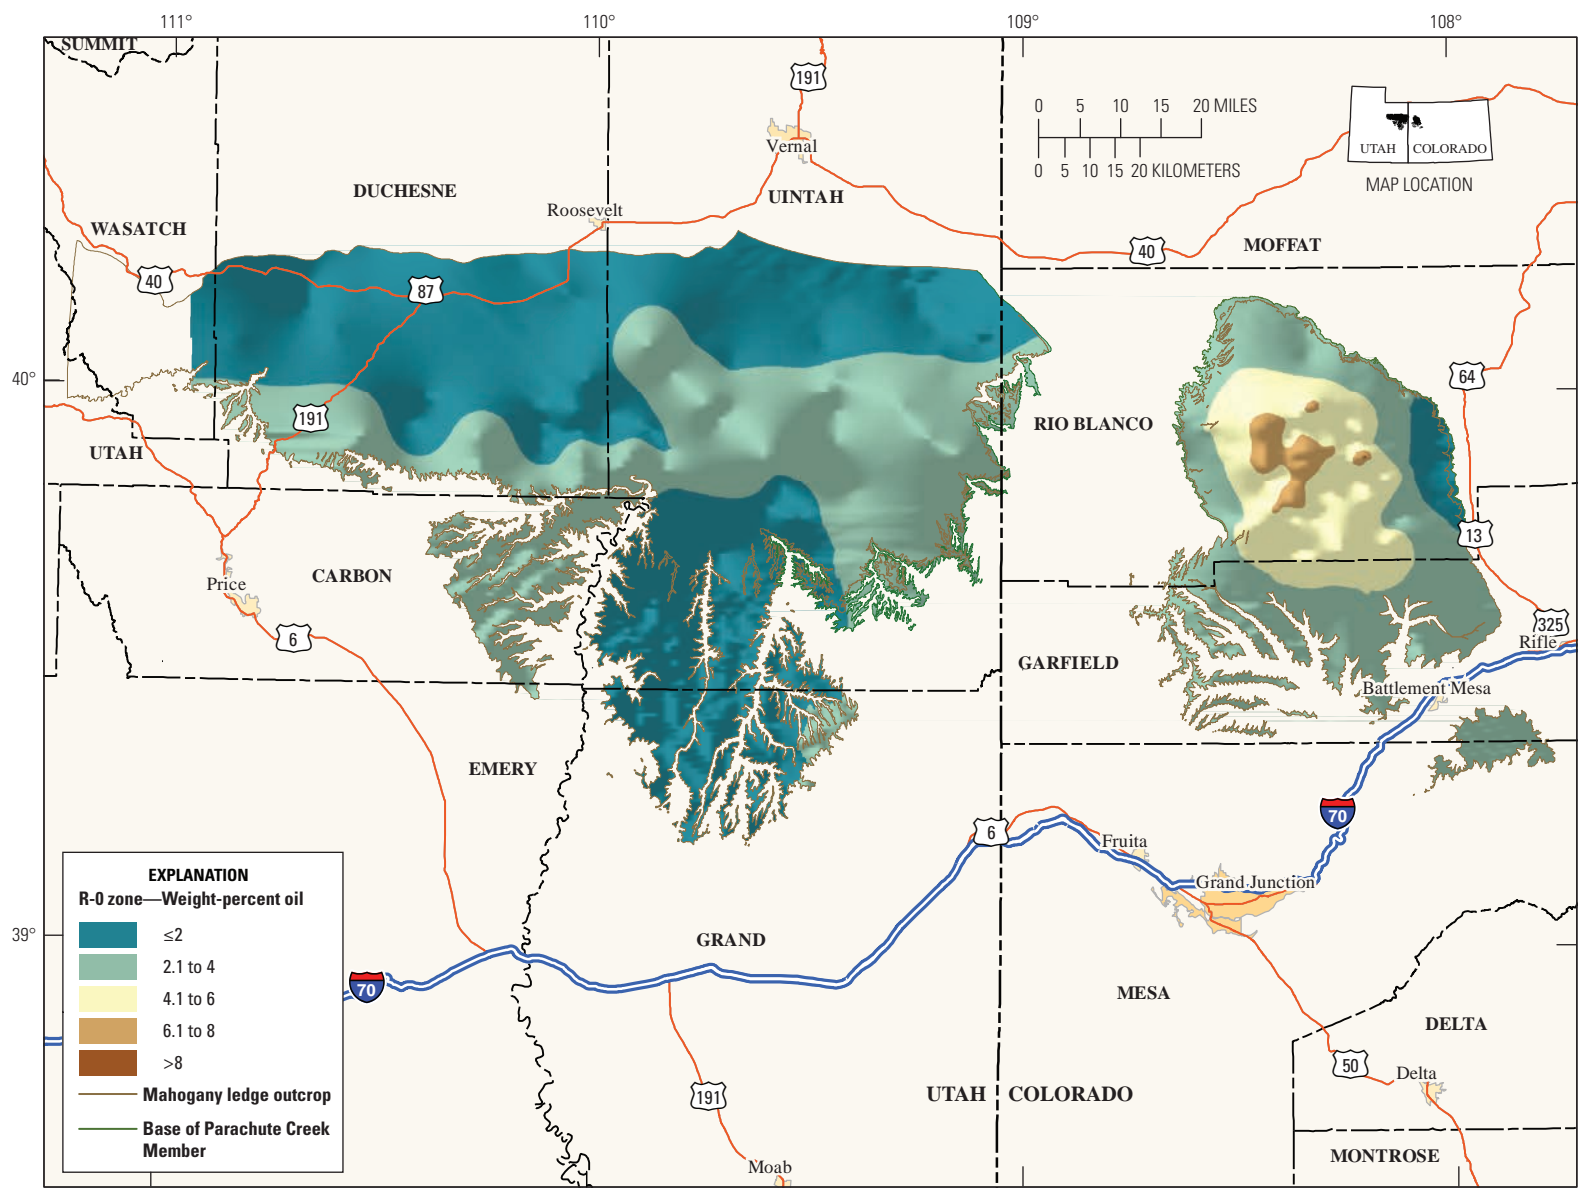 111°
110°
109°
108°
SUMMIT
191
0 5 10 15 20 MILES
0 5 10 15 20 KILOMETERS
UTAH
COLORADO
MAP LOCATION
Vernal
DUCHESNE
UINTAH
Roosevelt
WASATCH
MOFFAT
40
40
87
40°
64
191
RIO BLANCO
UTAH
13
CARBON
Price
6
325
Rifle
GARFIELD
Battlement Mesa
EMERY
70
6
Fruita
Grand Junction
EXPLANATION
R-0 zone—Weight-percent oil
≤2
2.1 to 4
4.1 to 6
6.1 to 8
>8
Mahogany ledge outcrop
Base of Parachute Creek
Member
39°
GRAND
70
MESA
DELTA
50
Delta
191
UTAH
COLORADO
MONTROSE
Moab